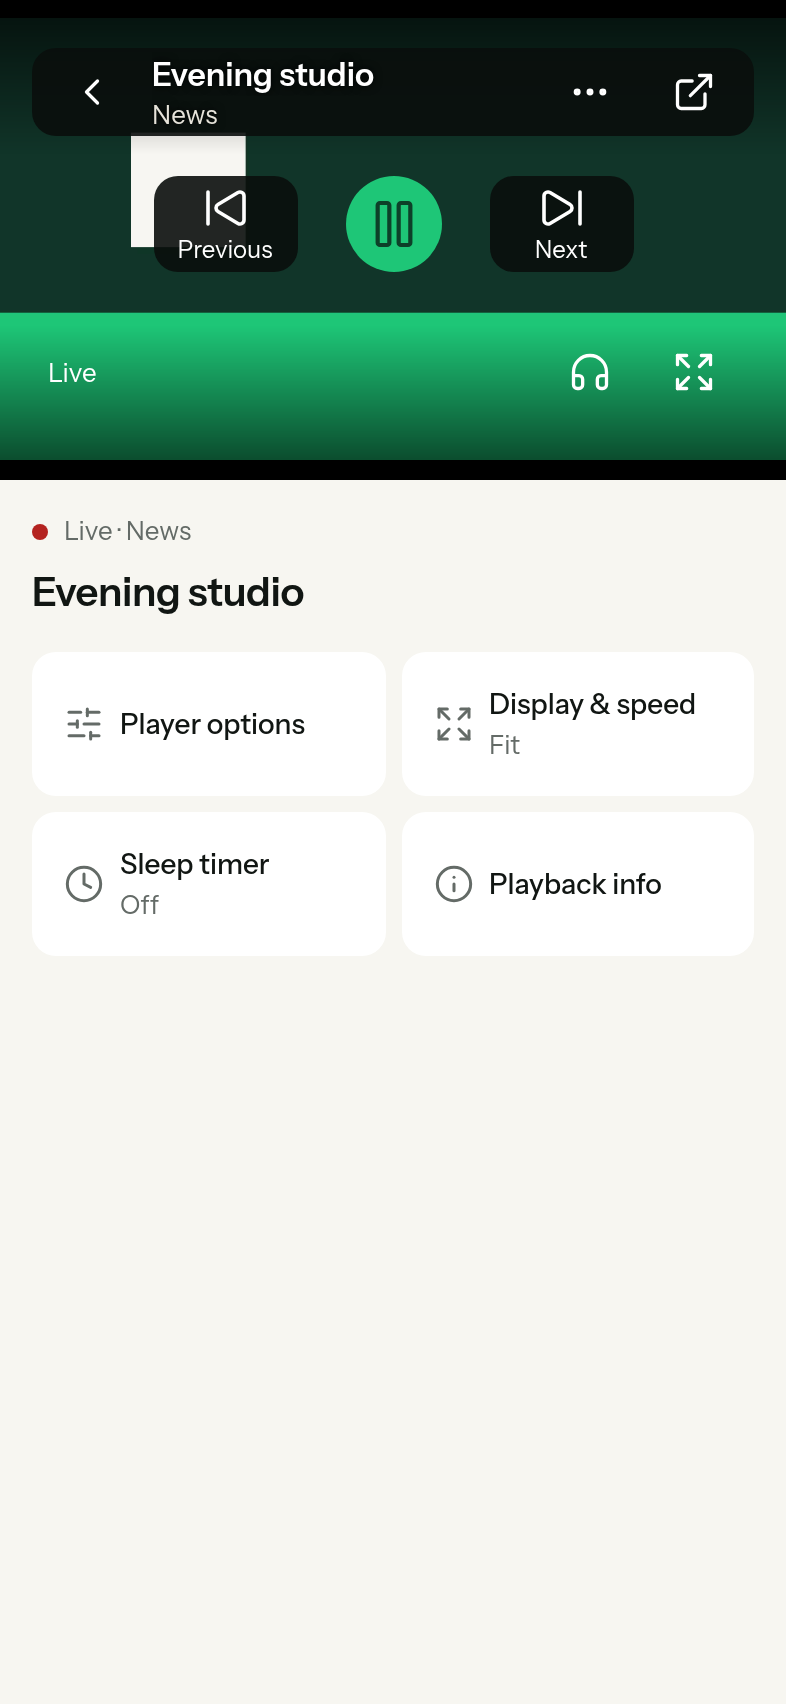 Evening studio
News
Previous
Next
Live
Live · News
Evening studio
Player options
Display & speed
Fit
Sleep timer
Off
Playback info